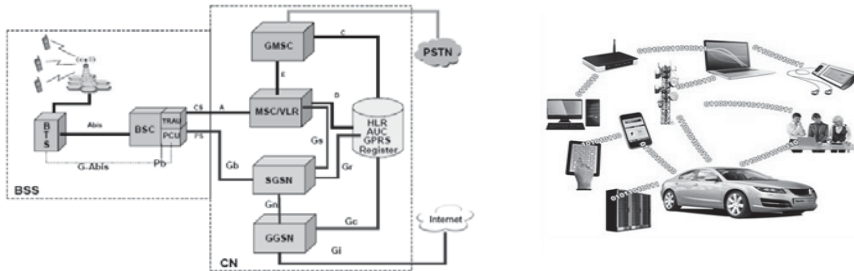 GMSC
C
PSTN
E
CS
A
MSC/VLR
D
BTS
Abis
BSC
TRAU
PCU
PS
HLR
AUC
GPRS
Register
Gs
Gr
G-Abis
Pb
Gb
SGSN
BSS
Gn
Gc
Internet
GGSN
Gi
CN